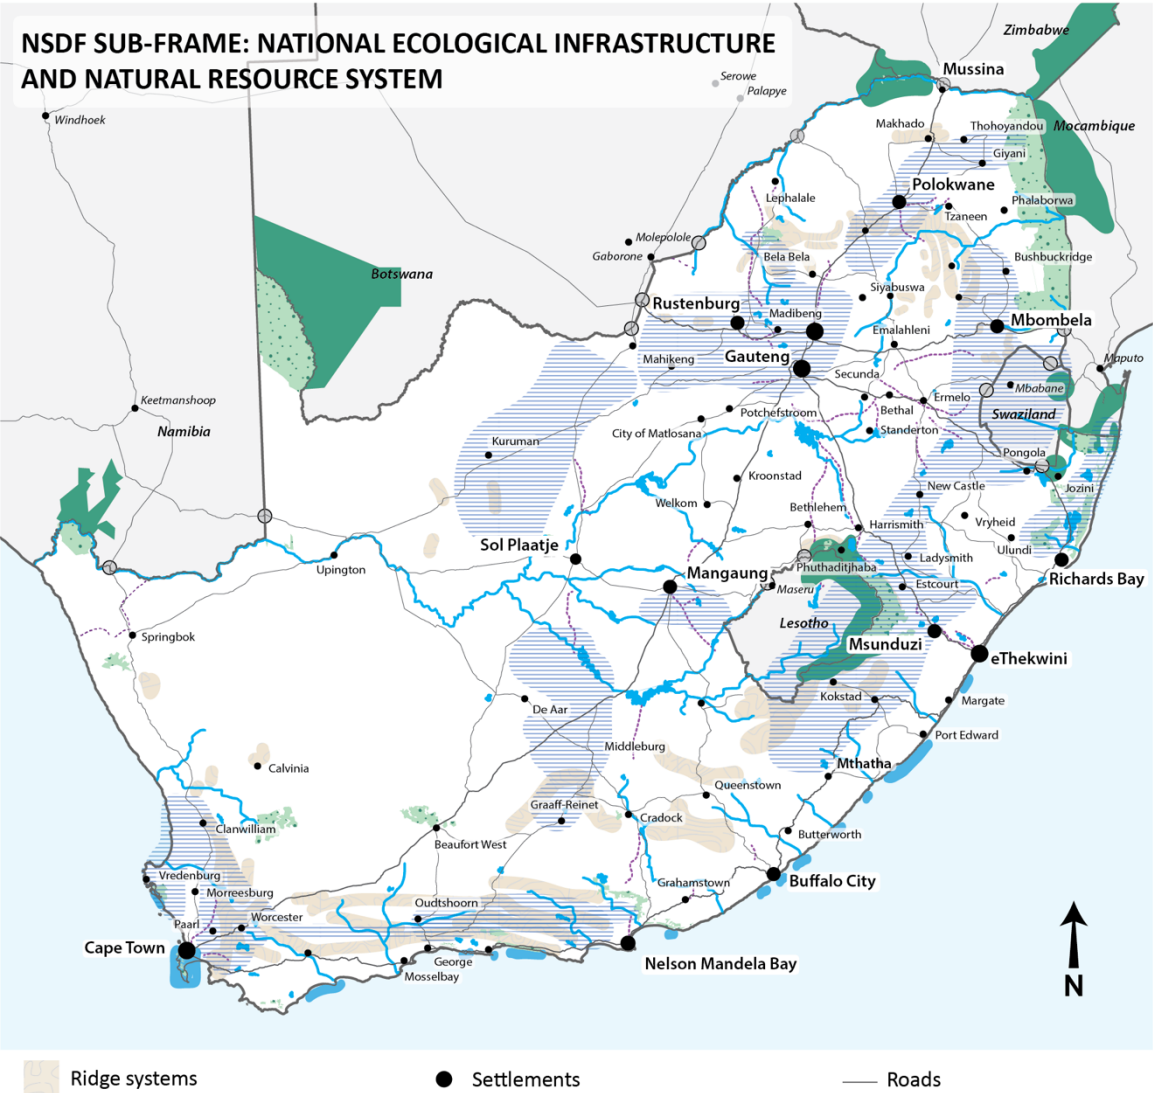 NSDF SUB-FRAME: NATIONAL ECOLOGICAL INFRASTRUCTURE
AND NATURAL RESOURCE SYSTEM
Zimbabwe
Mussina
Serowe
Palapye
Windhoek
Makhado
Thohoyandou
Mocambique
Giyani
Polokwane
Lephalale
Phalaborwa
Tzaneen
Molepolole
Gaborone
Bela Bela
Bushbuckridge
Botswana
Siyabuswa
Rustenburg
Madibeng
Mbombela
Emalahleni
Gauteng
Mahikeng
Maputo
Secunda
Mbabane
Keetmanshoop
Ermelo
Bethal
Potchefstroom
Swaziland
Namibia
City of Matlosana
Standerton
Kuruman
Pongola
Kroonstad
New Castle
Jozini
Welkom
Bethlehem
Vryheid
Harrismith
Ulundi
Sol Plaatje
Ladysmith
Upington
Phuthaditjhaba
Mangaung
Richards Bay
Maseru
Estcourt
Lesotho
Springbok
Msunduzi
eThekwini
Kokstad
Margate
De Aar
Port Edward
Middleburg
Mthatha
Calvinia
Queenstown
Graaff-Reinet
Cradock
Clanwilliam
Butterworth
Beaufort West
Vredenburg
Grahamstown
Buffalo City
Morreesburg
Oudtshoorn
Worcester
Paarl
Cape Town
George
Nelson Mandela Bay
Mosselbay
N
Ridge systems
Settlements
Roads